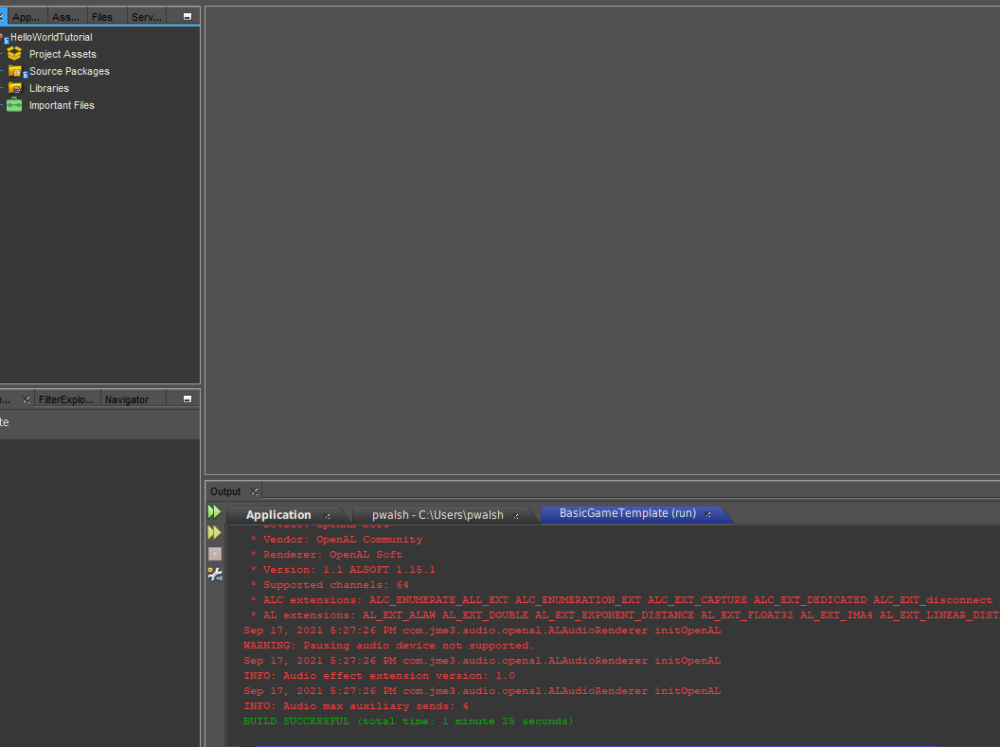 App... Ass... Files Serv...
HelloWorldTutorial
Project Assets
Source Packages
Libraries
Important Files
e... FilterExplo... Navigator
te
Output
Application pwalsh - C:\Users\pwalsh BasicGameTemplate (run)
* Device: OpenAL Soft
* Vendor: OpenAL Community
* Renderer: OpenAL Soft
* Version: 1.1 ALSOFT 1.15.1
* Supported channels: 64
* ALC extensions: ALC_ENUMERATE_ALL_EXT ALC_ENUMERATION_EXT ALC_EXT_CAPTURE ALC_EXT_DEDICATED ALC_EXT_disconnect
* AL extensions: AL_EXT_ALAW AL_EXT_DOUBLE AL_EXT_EXPONENT_DISTANCE AL_EXT_FLOAT32 AL_EXT_IMA4 AL_EXT_LINEAR_DIST
Sep 17, 2021 5:27:26 PM com.jme3.audio.openal.ALAudioRenderer initOpenAL
WARNING: Pausing audio device not supported.
Sep 17, 2021 5:27:26 PM com.jme3.audio.openal.ALAudioRenderer initOpenAL
INFO: Audio effect extension version: 1.0
Sep 17, 2021 5:27:26 PM com.jme3.audio.openal.ALAudioRenderer initOpenAL
INFO: Audio max auxiliary sends: 4
BUILD SUCCESSFUL (total time: 1 minute 25 seconds)